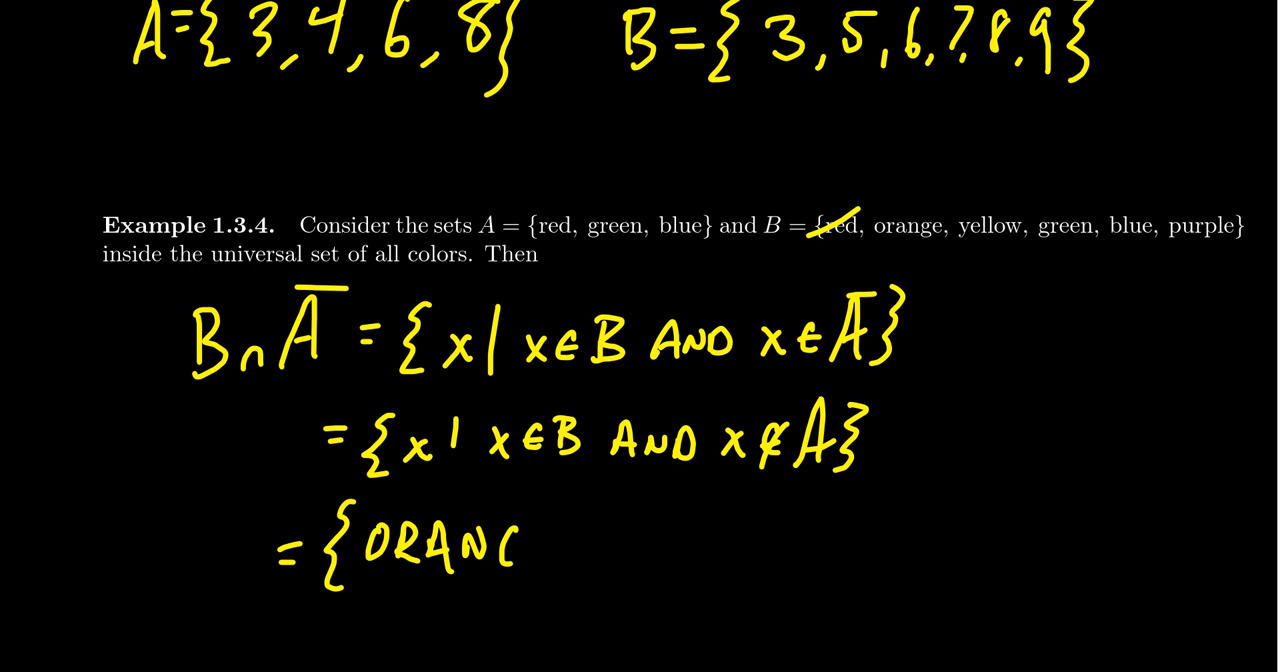 A={3,4,6,8} B={3,5,6,7,8,9}
Example 1.3.4. Consider the sets A = {red, green, blue} and B = {red, orange, yellow, green, blue, purple}
inside the universal set of all colors. Then
B∩A̅ = {x | x∈B AND x∈A̅}
= {x | x∈B AND x∉A}
= {ORANC